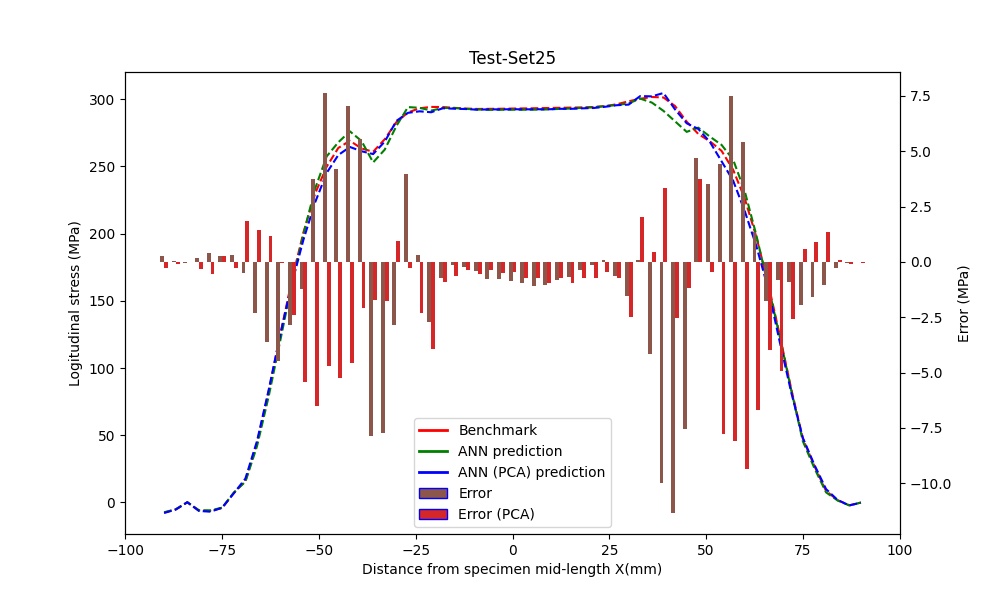 Test-Set25
300
250
200
150
100
50
0
Logitudinal stress (MPa)
7.5
5.0
2.5
0.0
−2.5
−5.0
−7.5
−10.0
Error (MPa)
Benchmark
ANN prediction
ANN (PCA) prediction
Error
Error (PCA)
−100
−75
−50
−25
0
25
50
75
100
Distance from specimen mid-length X(mm)